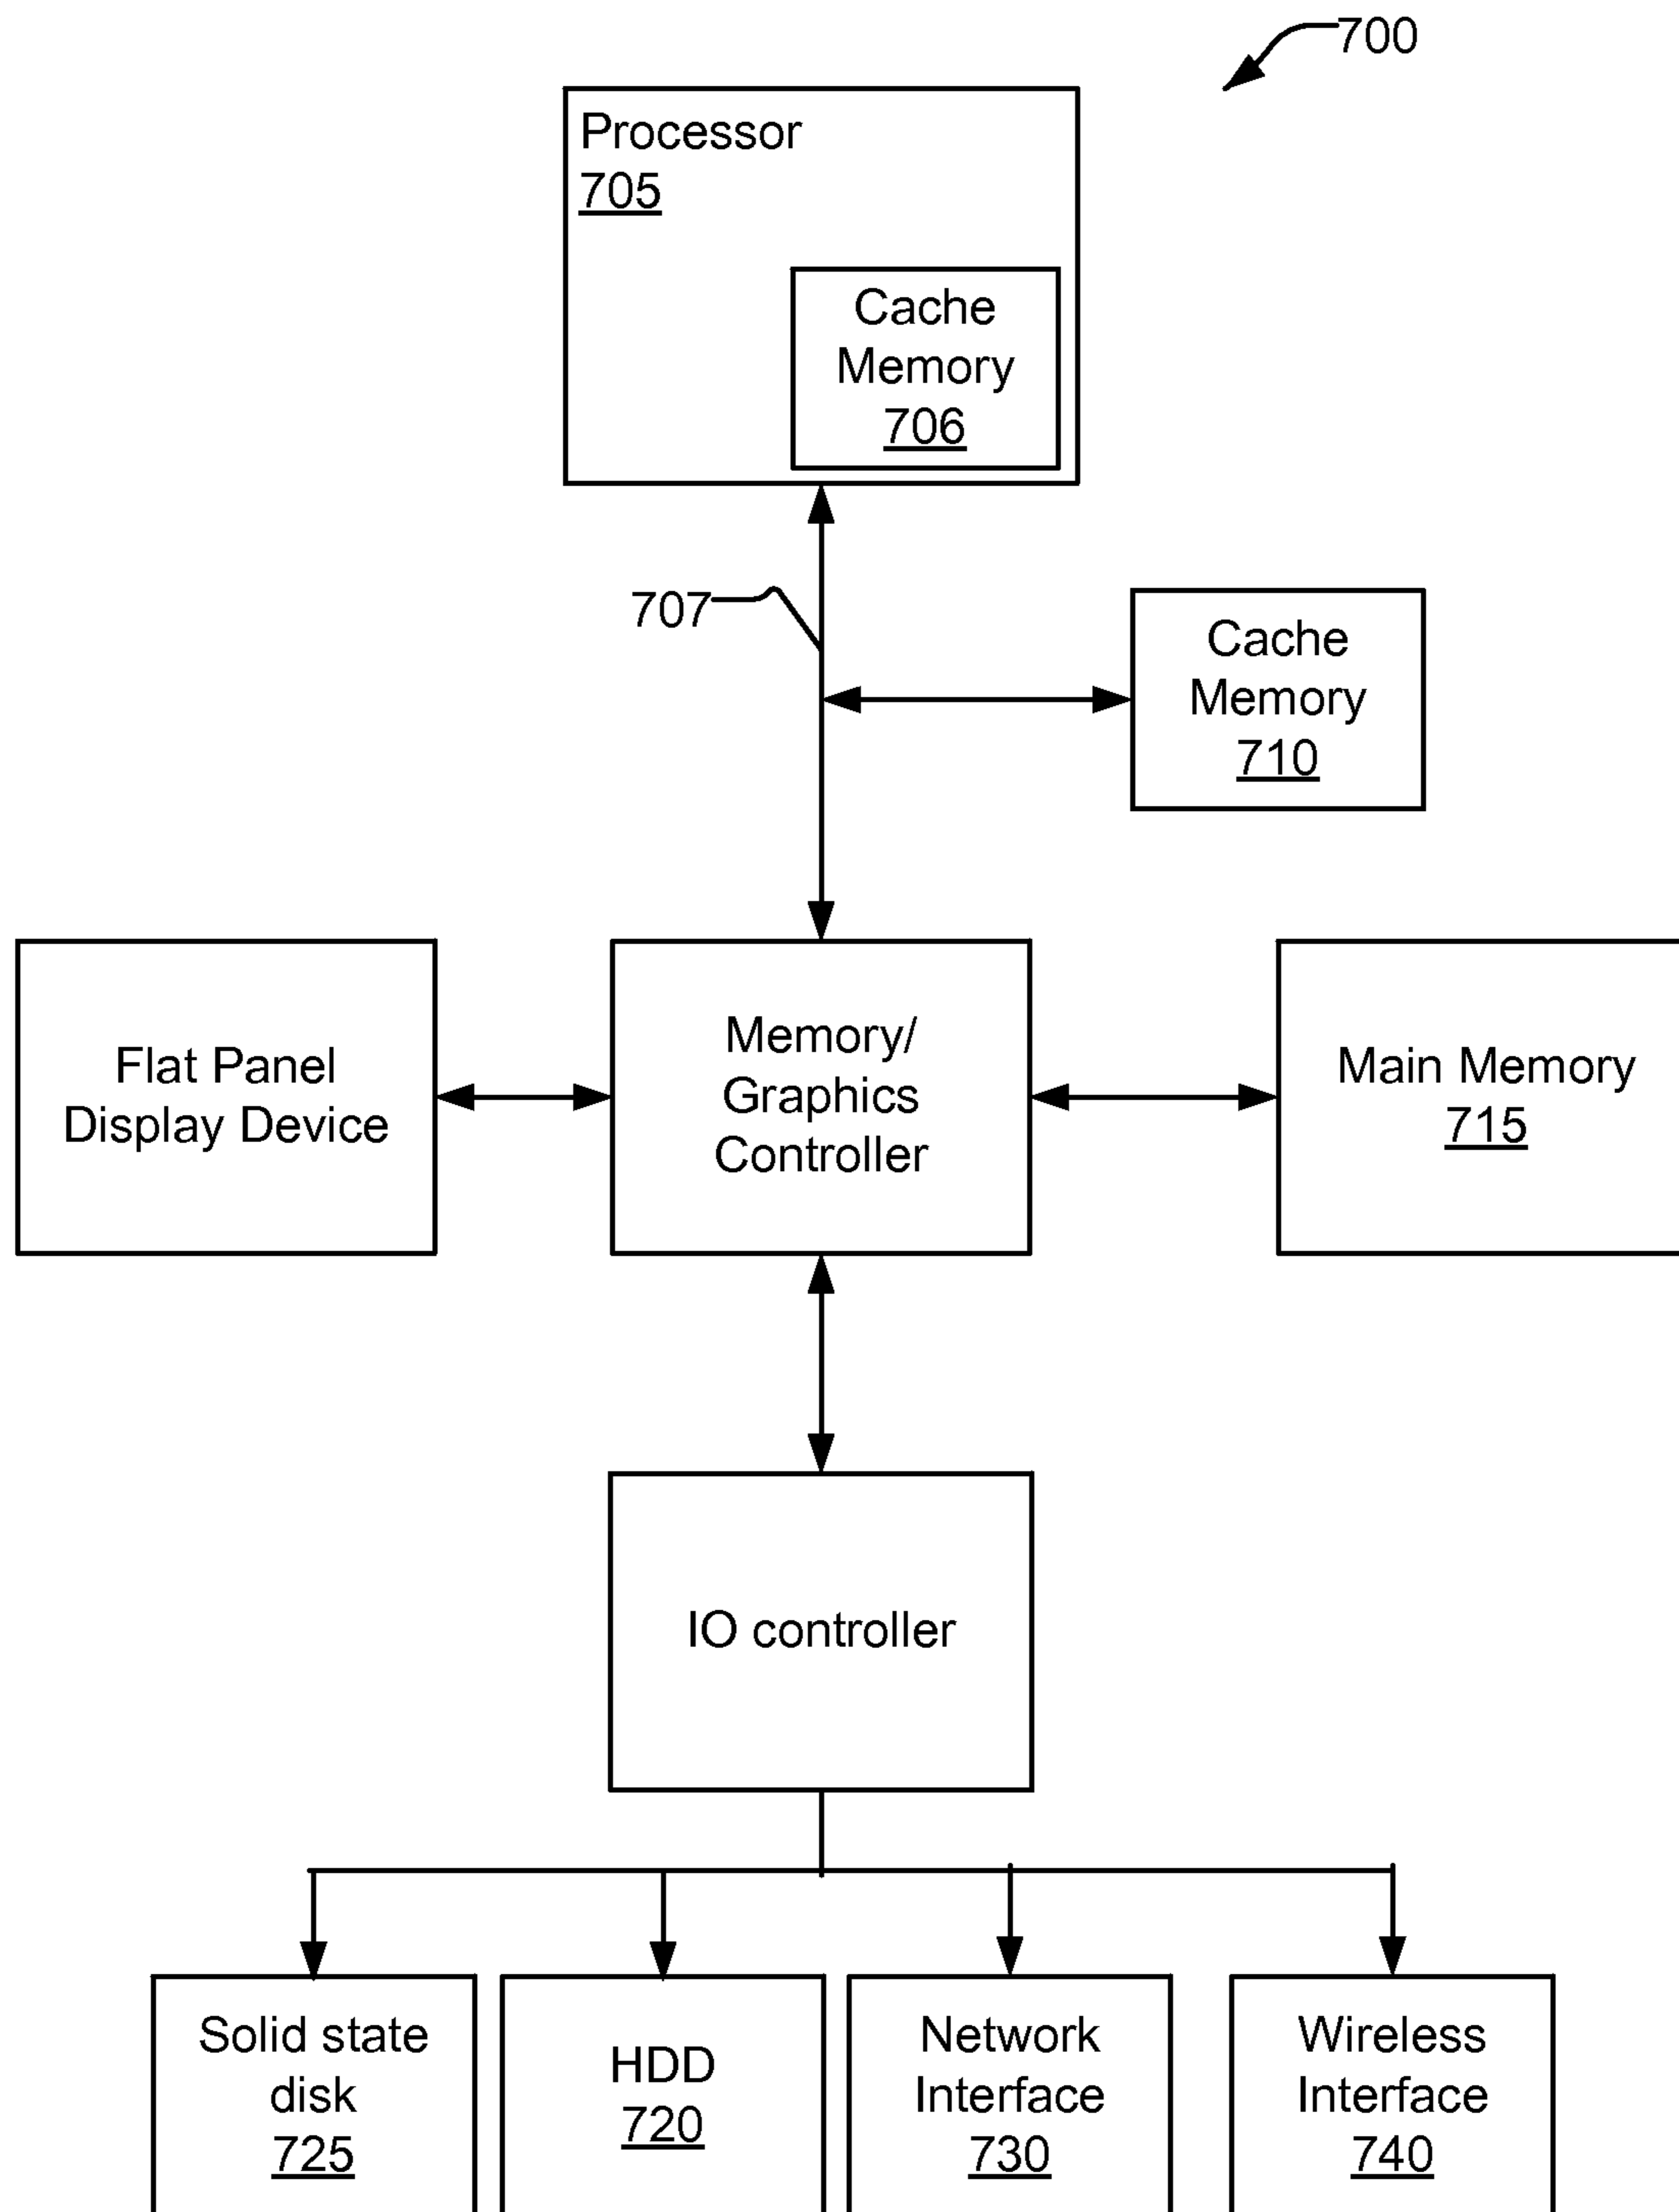 700
Processor
705
Cache
Memory
706
707
Cache
Memory
710
Flat Panel
Display Device
Memory/
Graphics
Controller
Main Memory
715
IO controller
Solid state
disk
725
HDD
720
Network
Interface
730
Wireless
Interface
740